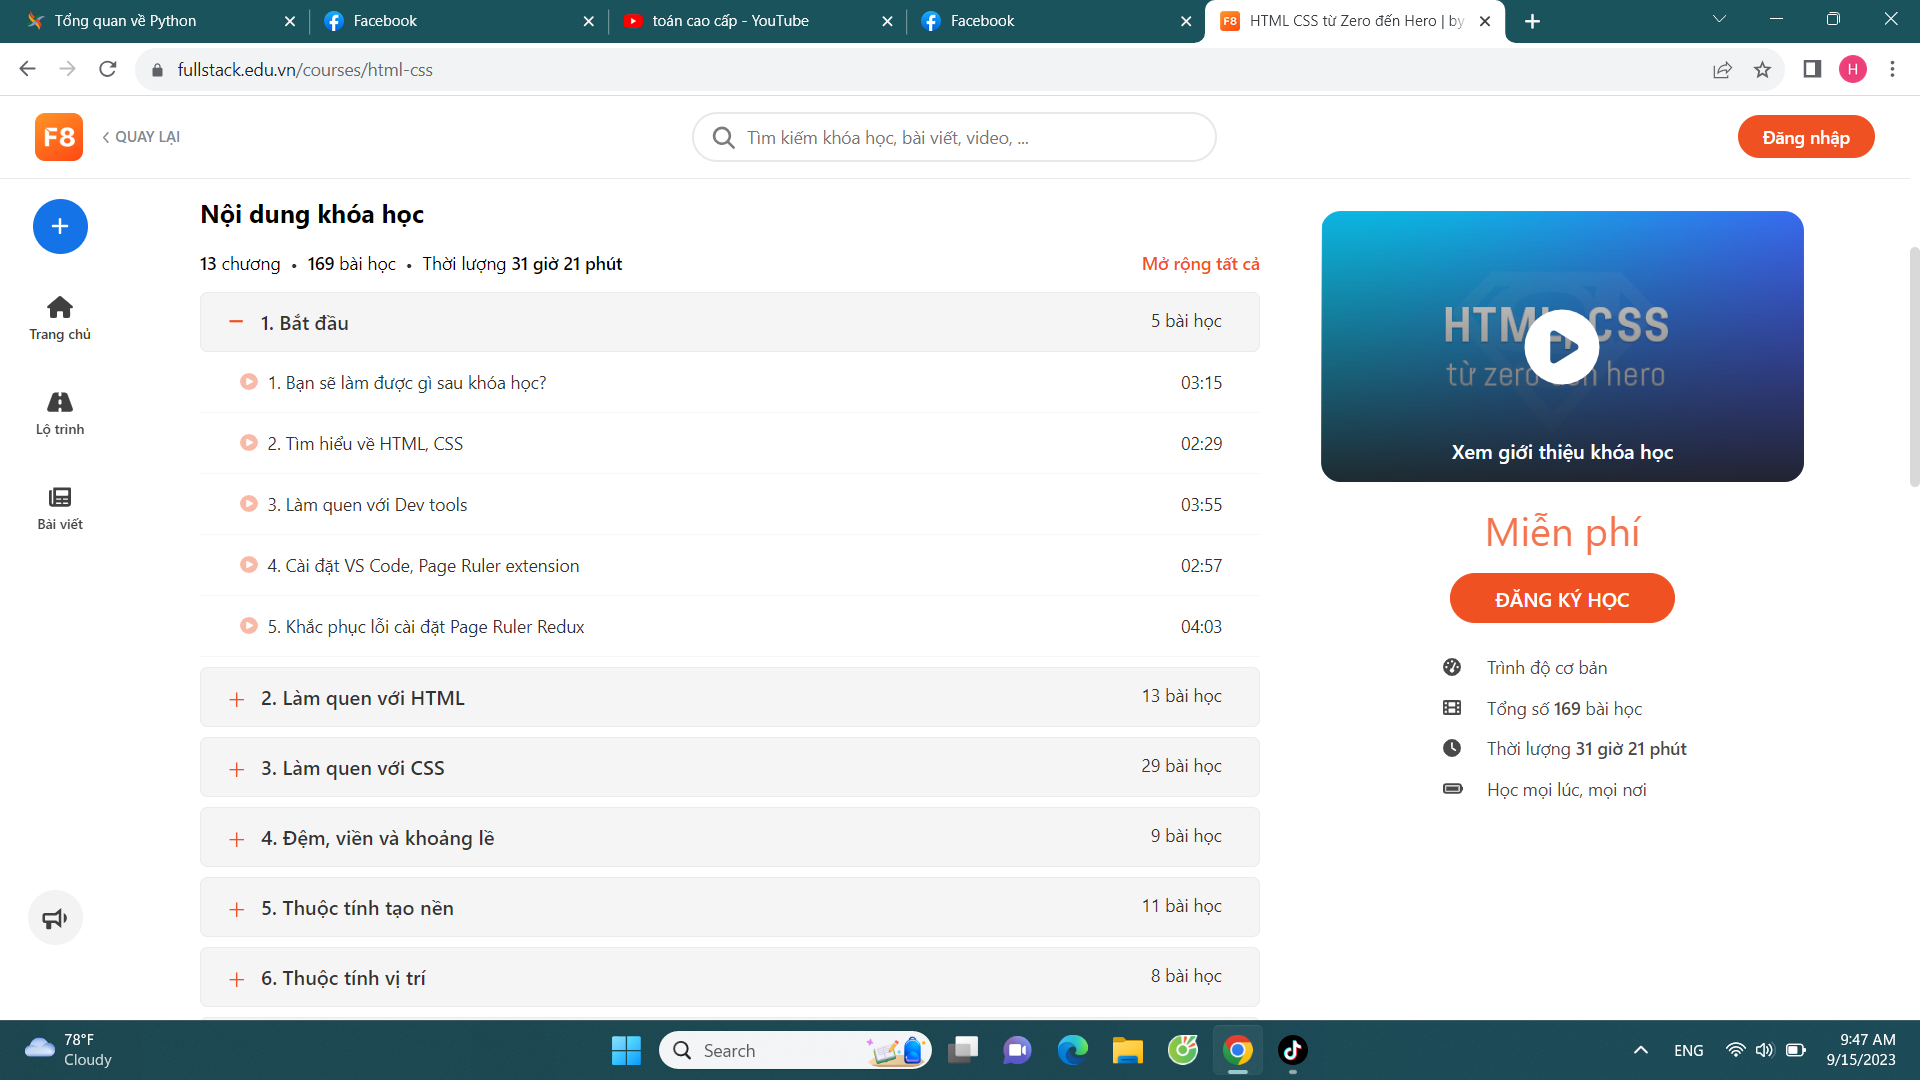 Tổng quan về Python
Facebook
toán cao cấp - YouTube
Facebook
F8 HTML CSS từ Zero đến Hero | by
fullstack.edu.vn/courses/html-css
H
F8
QUAY LẠI
Tìm kiếm khóa học, bài viết, video, ...
Đăng nhập
Trang chủ
Lộ trình
Bài viết
Nội dung khóa học
13 chương • 169 bài học • Thời lượng 31 giờ 21 phút
Mở rộng tất cả
1. Bắt đầu
5 bài học
1. Bạn sẽ làm được gì sau khóa học?
03:15
2. Tìm hiểu về HTML, CSS
02:29
3. Làm quen với Dev tools
03:55
4. Cài đặt VS Code, Page Ruler extension
02:57
5. Khắc phục lỗi cài đặt Page Ruler Redux
04:03
2. Làm quen với HTML
13 bài học
3. Làm quen với CSS
29 bài học
4. Đệm, viền và khoảng lề
9 bài học
5. Thuộc tính tạo nền
11 bài học
6. Thuộc tính vị trí
8 bài học
HTML, CSS
từ zero đến hero
Xem giới thiệu khóa học
Miễn phí
ĐĂNG KÝ HỌC
Trình độ cơ bản
Tổng số 169 bài học
Thời lượng 31 giờ 21 phút
Học mọi lúc, mọi nơi
78°F
Cloudy
Search
ENG
9:47 AM
9/15/2023